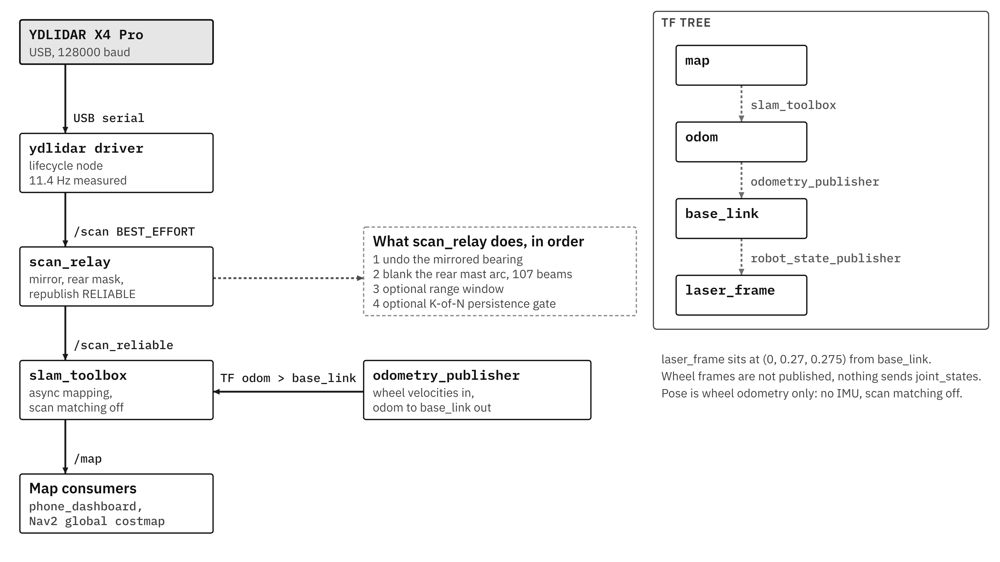 YDLIDAR X4 Pro
USB, 128000 baud
USB serial
ydlidar driver
lifecycle node
11.4 Hz measured
/scan BEST_EFFORT
scan_relay
mirror, rear mask,
republish RELIABLE
What scan_relay does, in order
1 undo the mirrored bearing
2 blank the rear mast arc, 107 beams
3 optional range window
4 optional K-of-N persistence gate
/scan_reliable
slam_toolbox
async mapping,
scan matching off
TF odom > base_link
odometry_publisher
wheel velocities in,
odom to base_link out
/map
Map consumers
phone_dashboard,
Nav2 global costmap
TF TREE
map
slam_toolbox
odom
odometry_publisher
base_link
robot_state_publisher
laser_frame
laser_frame sits at (0, 0.27, 0.275) from base_link.
Wheel frames are not published, nothing sends joint_states.
Pose is wheel odometry only: no IMU, scan matching off.